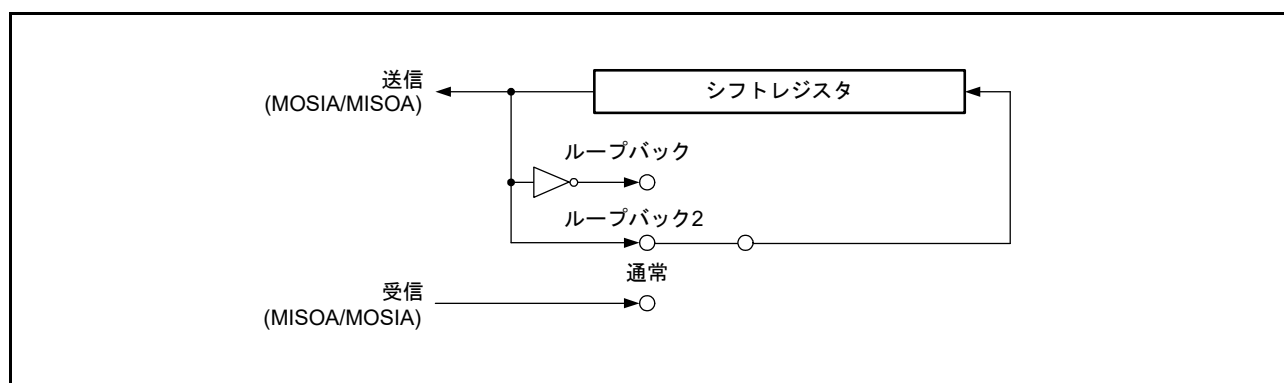 送信
(MOSIA/MISOA)
シフトレジスタ
ループバック
ループバック2
通常
受信
(MISOA/MOSIA)